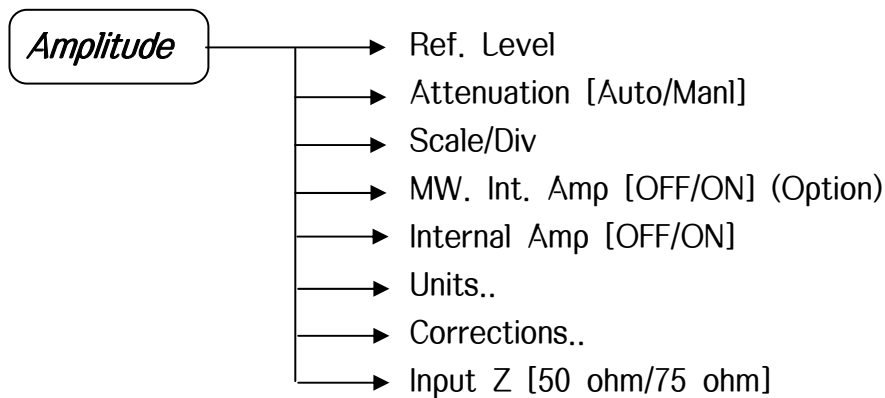 Amplitude
Ref. Level
Attenuation [Auto/Manl]
Scale/Div
MW. Int. Amp [OFF/ON] (Option)
Internal Amp [OFF/ON]
Units..
Corrections..
Input Z [50 ohm/75 ohm]